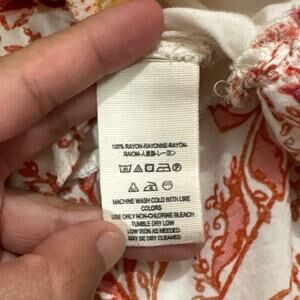 100% RAYON-RAYONNE-RAYON-
RAIOM-人造絲-レーヨン
MACHINE WASH COLD WITH LIKE
COLORS
USE ONLY NON-CHLORINE BLEACH
TUMBLE DRY LOW
LOW IRON AS NEEDED
MAY BE DRY CLEANED